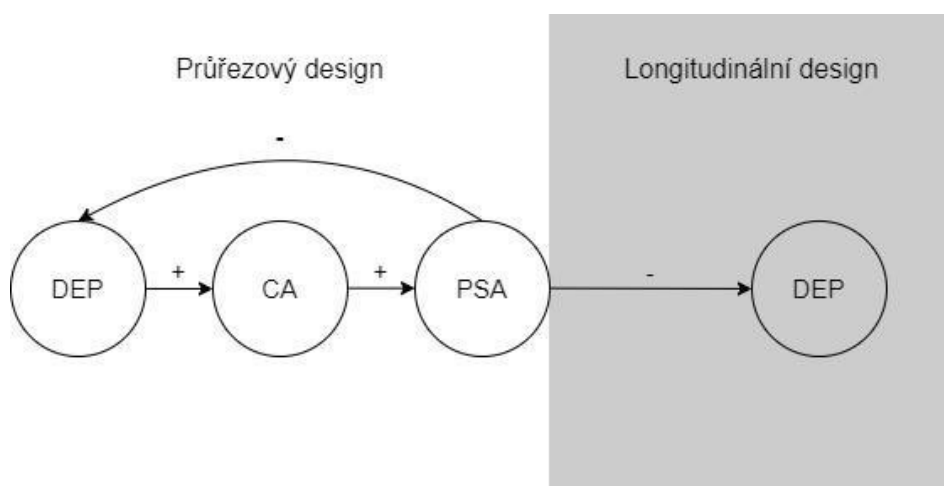 Průřezový design
Longitudinální design
-
DEP
+
CA
+
PSA
-
DEP